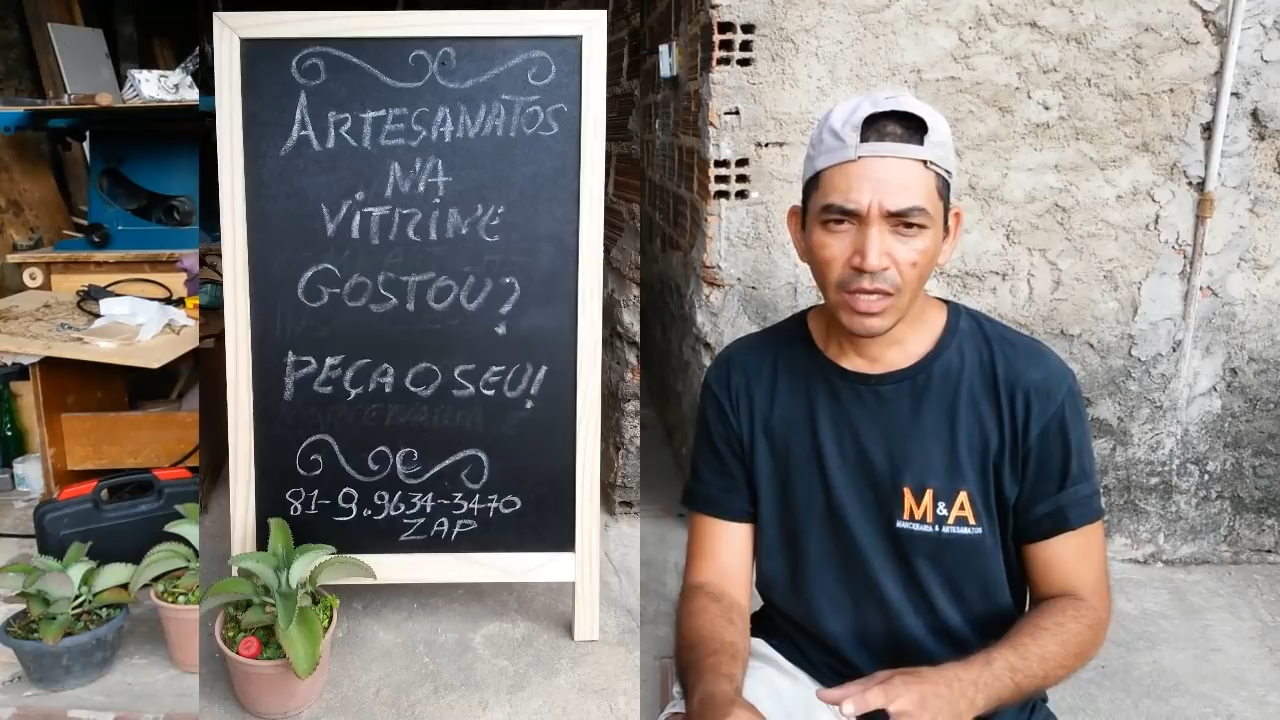 ARTESANATOS
NA
VITRINE
GOSTOU?
PEÇA O SEU!
81-9.9634-3470
ZAP
M&A
MARCENARIA & ARTESANATOS